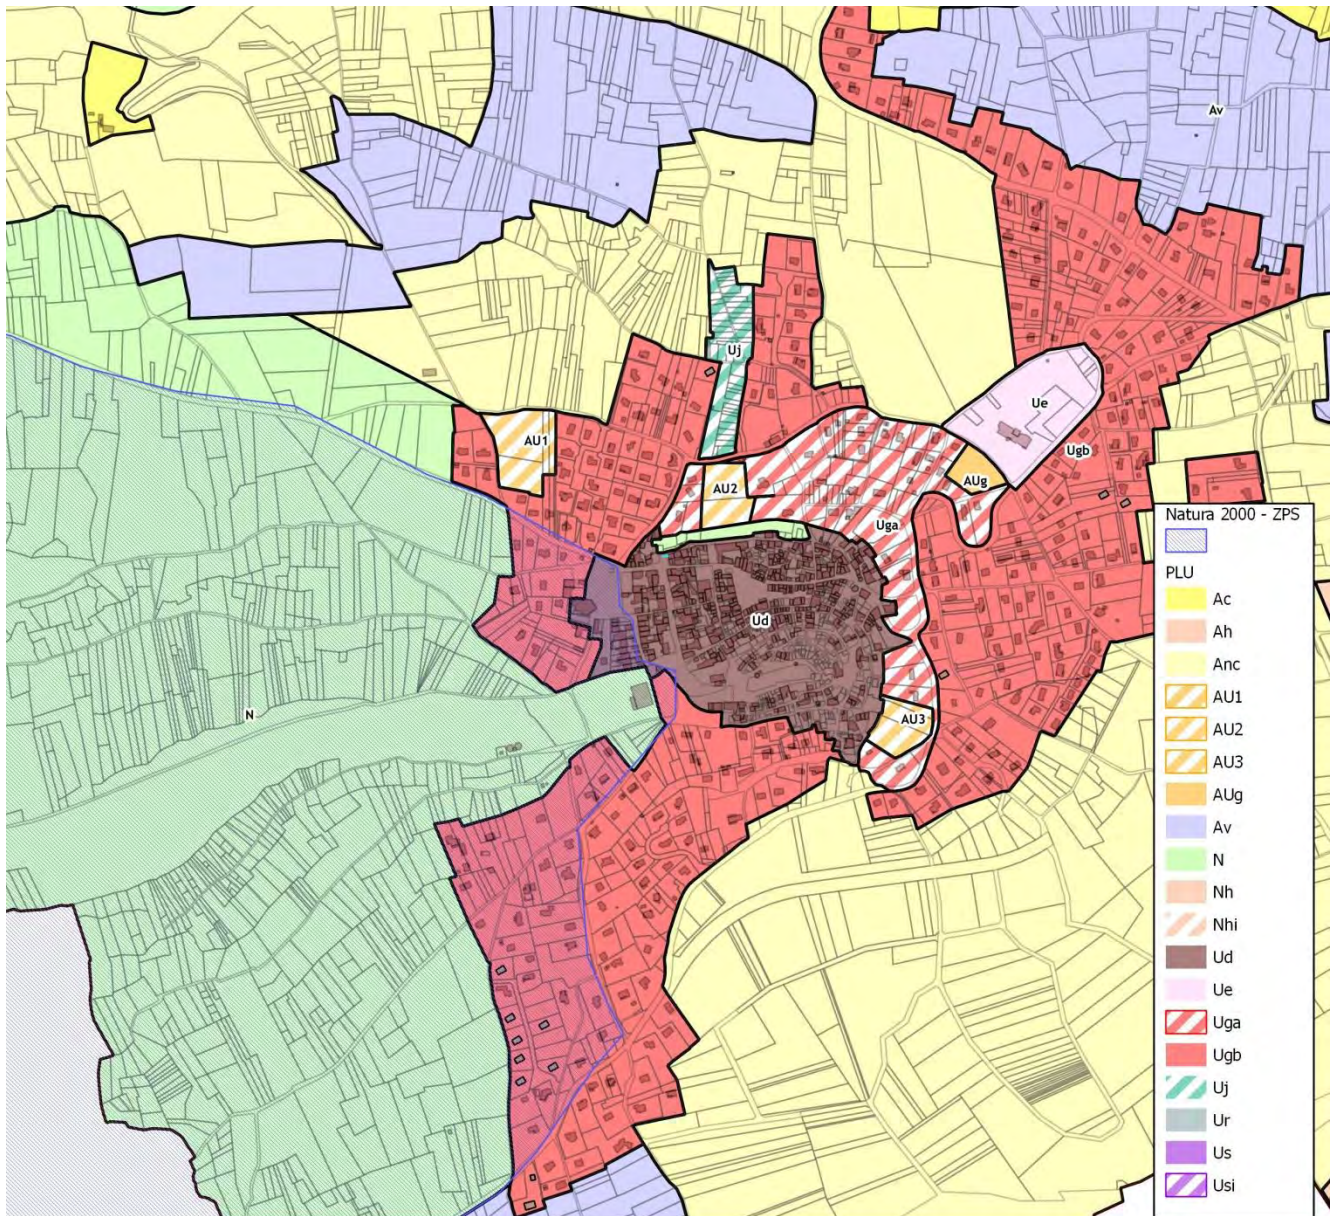 Av
Uj
Ue
AU1
Ugb
AUg
AU2
Uga
Ud
N
AU3
Natura 2000 - ZPS
PLU
Ac
Ah
Anc
AU1
AU2
AU3
AUg
Av
N
Nh
Nhi
Ud
Ue
Uga
Ugb
Uj
Ur
Us
Usi